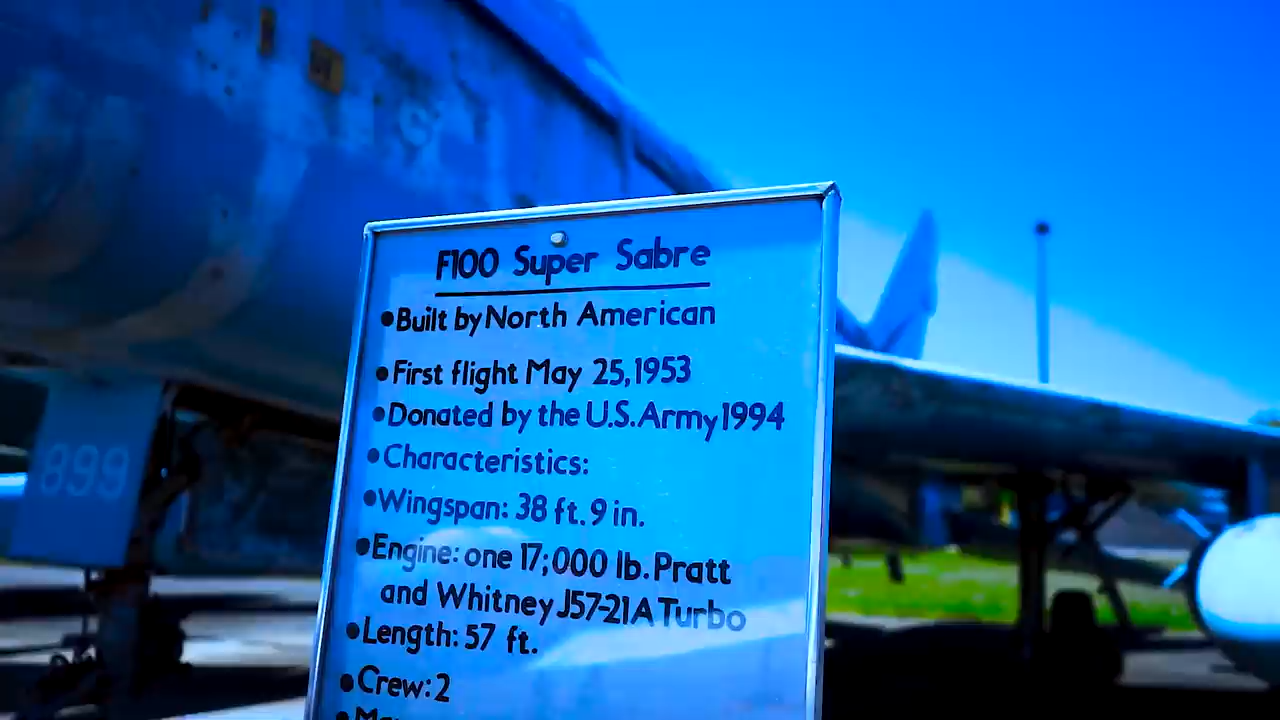 F100 Super Sabre
•Built by North American
•First flight May 25,1953
•Donated by the U.S. Army 1994
•Characteristics:
•Wingspan: 38 ft. 9 in.
•Engine: one 17;000 lb. Pratt
and Whitney J57-21A Turbo
•Length: 57 ft.
•Crew: 2
899